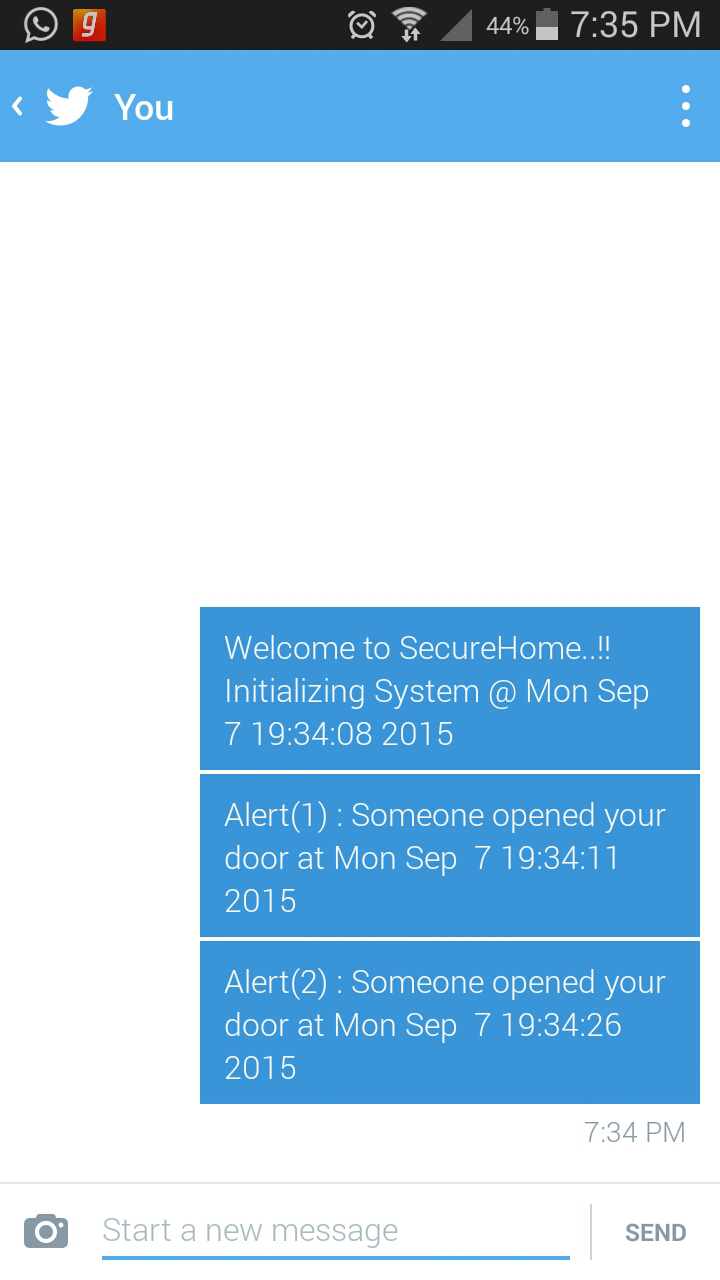 g 44% 7:35 PM
You
Welcome to SecureHome..!!
Initializing System @ Mon Sep
7 19:34:08 2015
Alert(1) : Someone opened your
door at Mon Sep  7 19:34:11
2015
Alert(2) : Someone opened your
door at Mon Sep  7 19:34:26
2015
7:34 PM
Start a new message SEND